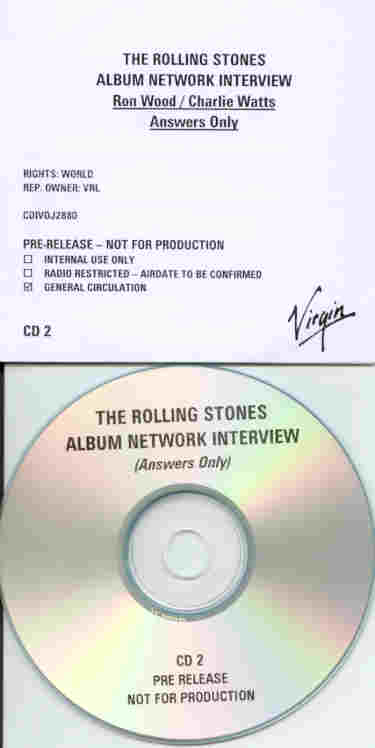 THE ROLLING STONES
ALBUM NETWORK INTERVIEW
Ron Wood / Charlie Watts
Answers Only
RIGHTS: WORLD
REP. OWNER: VRL
CDIVDJ2880
PRE-RELEASE – NOT FOR PRODUCTION
☐ INTERNAL USE ONLY
☐ RADIO RESTRICTED – AIRDATE TO BE CONFIRMED
☑ GENERAL CIRCULATION
CD 2
Virgin
THE ROLLING STONES
ALBUM NETWORK INTERVIEW
(Answers Only)
CD 2
PRE RELEASE
NOT FOR PRODUCTION